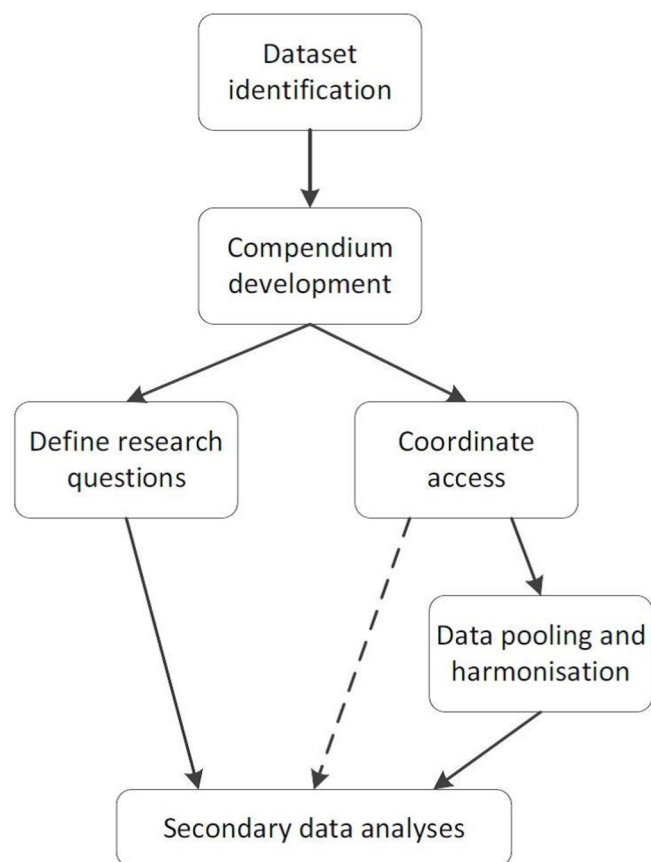 Dataset
identification
Compendium
development
Define research
questions
Coordinate
access
Data pooling and
harmonisation
Secondary data analyses